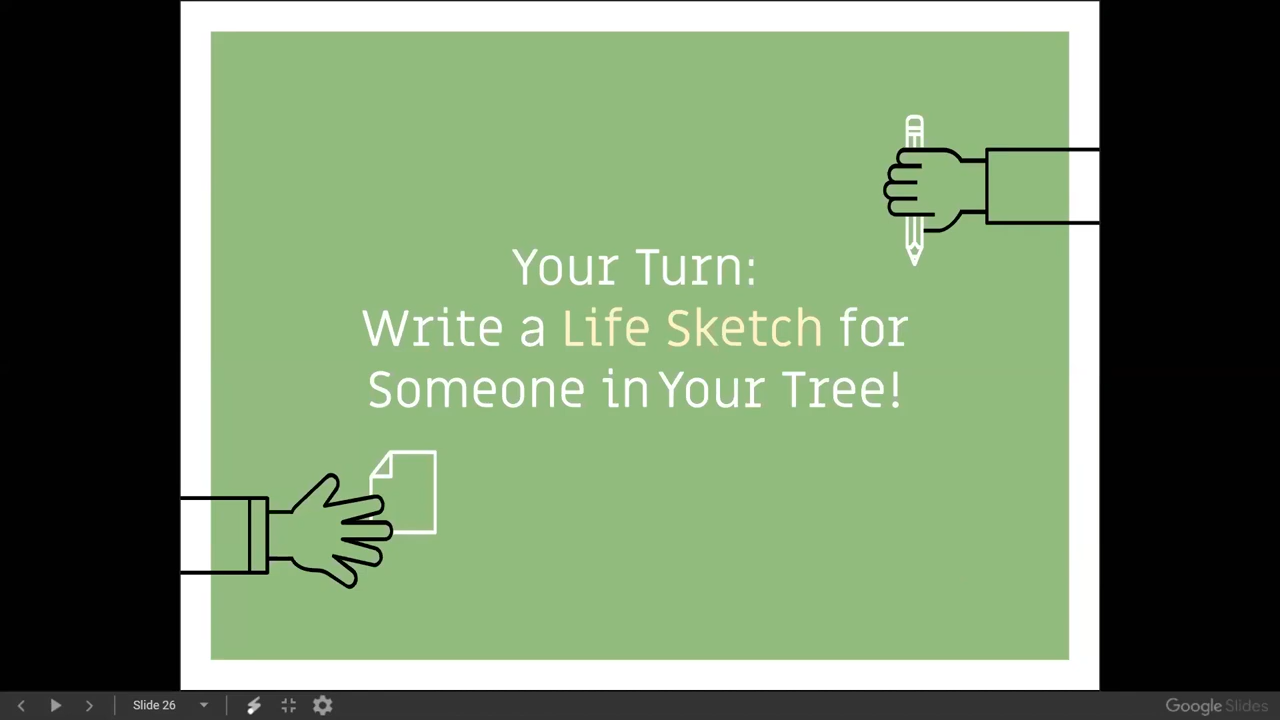 Your Turn:
Write a Life Sketch for
Someone in Your Tree!
Slide 26
Google Slides